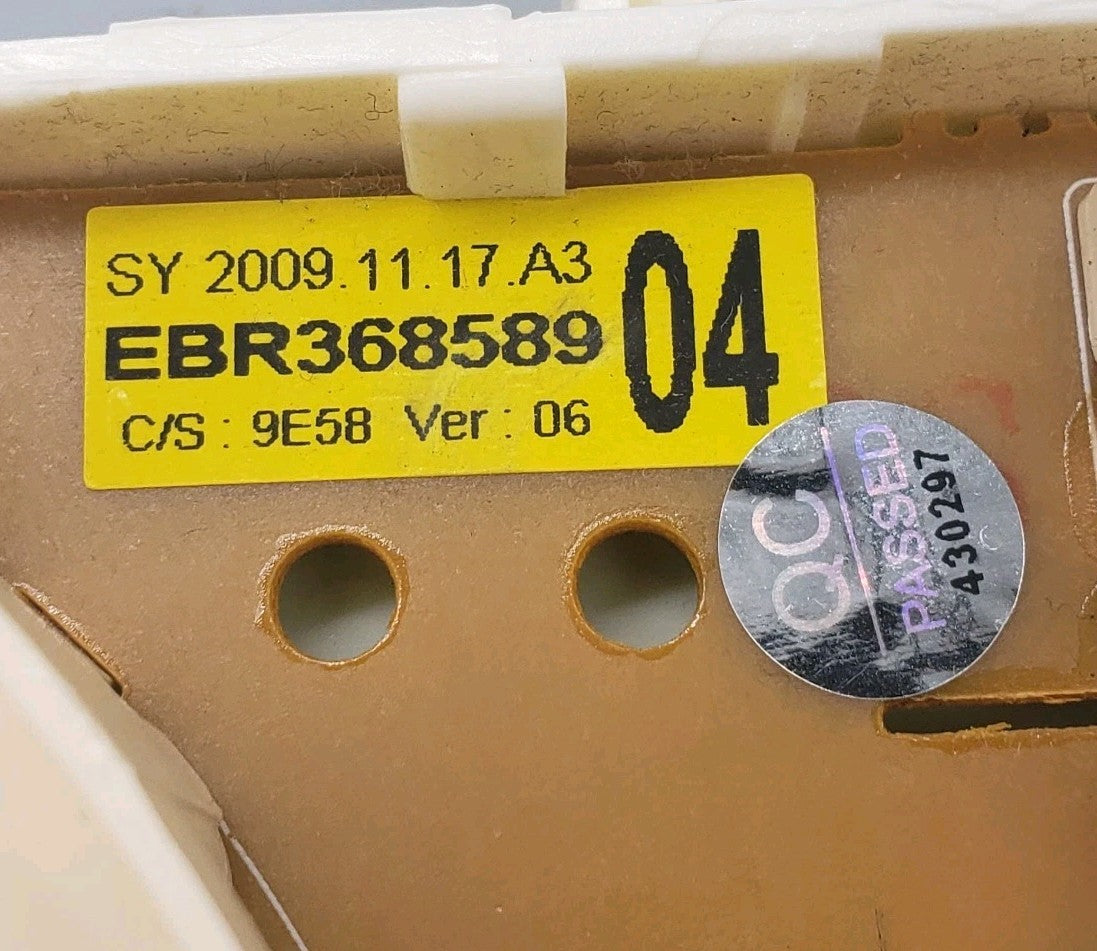 SY 2009.11.17.A3
EBR368589 04
C/S : 9E58 Ver : 06
QC
PASSED
430297